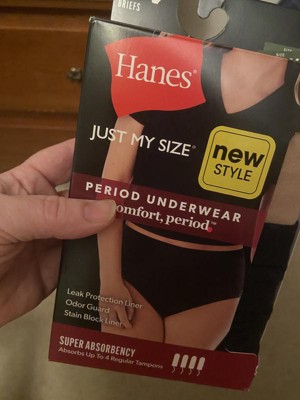 BRIEFS
Hanes
JUST MY SIZE
new
STYLE
PERIOD UNDERWEAR
comfort, period™
Leak Protection Liner
Odor Guard
Stain Block Liner
SUPER ABSORBENCY
Absorbs Up To 4 Regular Tampons